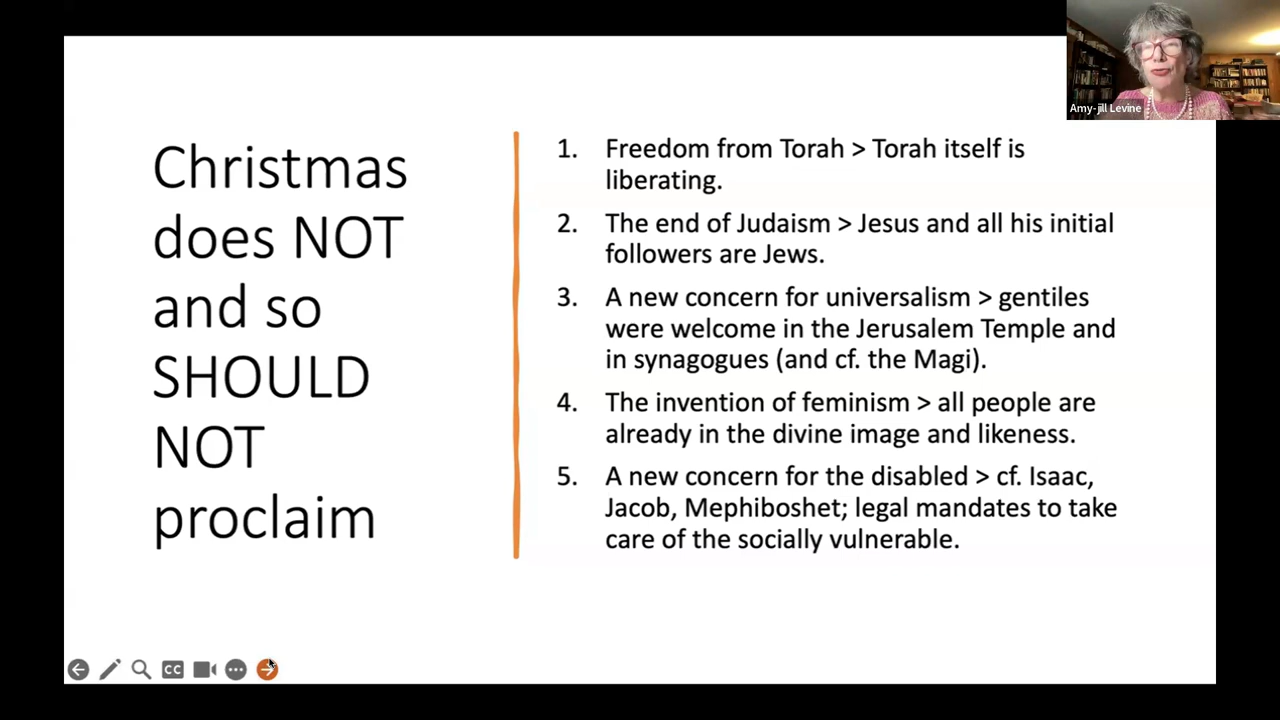 Amy-jill Levine
Christmas
does NOT
and so
SHOULD
NOT
proclaim
1. Freedom from Torah > Torah itself is
liberating.
2. The end of Judaism > Jesus and all his initial
followers are Jews.
3. A new concern for universalism > gentiles
were welcome in the Jerusalem Temple and
in synagogues (and cf. the Magi).
4. The invention of feminism > all people are
already in the divine image and likeness.
5. A new concern for the disabled > cf. Isaac,
Jacob, Mephiboshet; legal mandates to take
care of the socially vulnerable.
CC